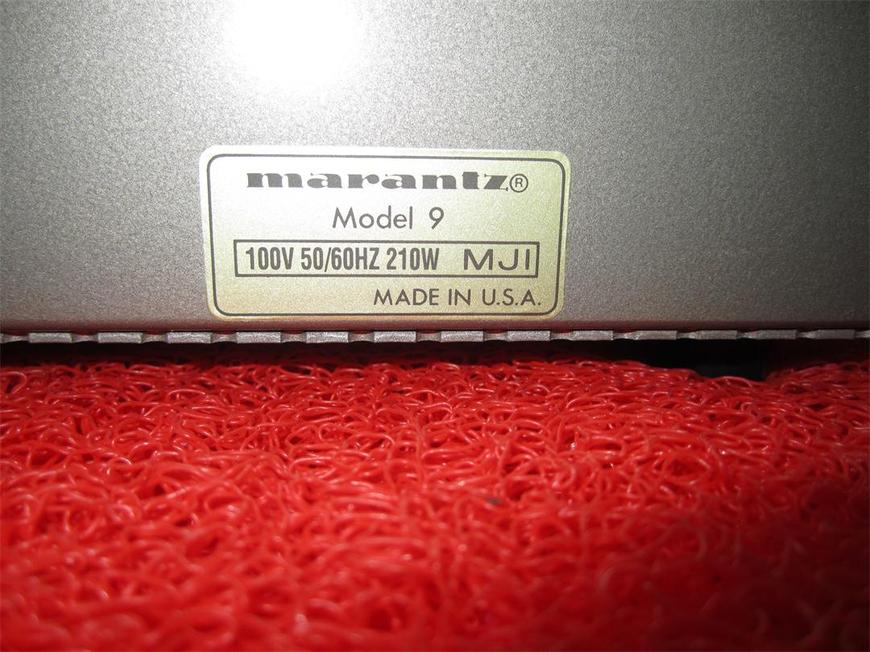 marantz®
Model 9
100V 50/60HZ 210W MJI
MADE IN U.S.A.